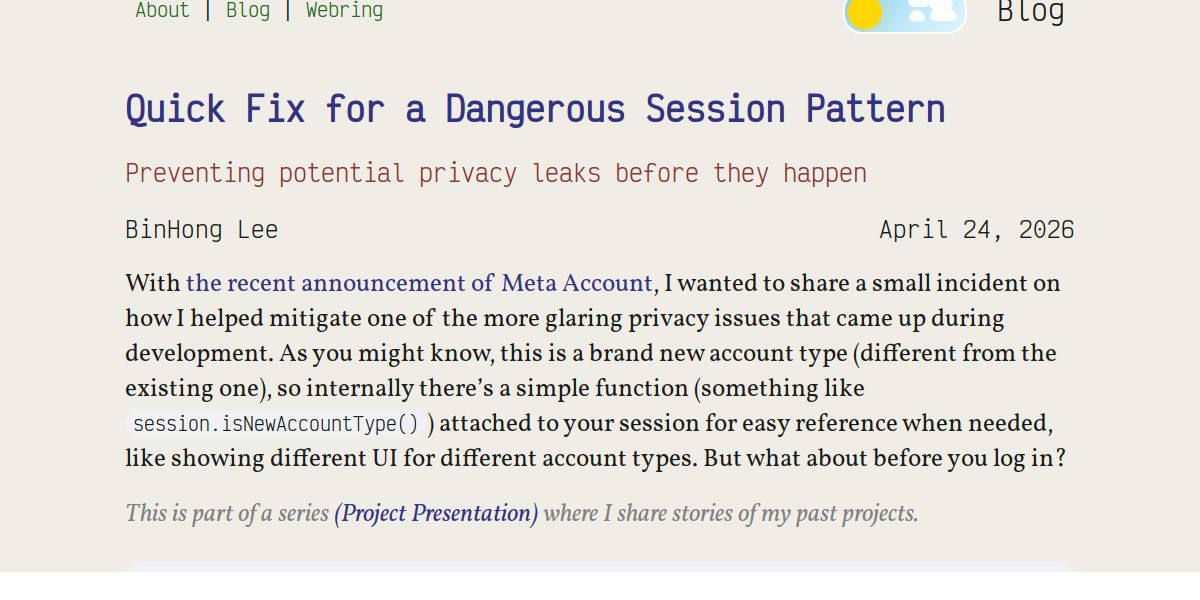 About | Blog | Webring
Blog
Quick Fix for a Dangerous Session Pattern
Preventing potential privacy leaks before they happen
BinHong Lee
April 24, 2026
With the recent announcement of Meta Account, I wanted to share a small incident on
how I helped mitigate one of the more glaring privacy issues that came up during
development. As you might know, this is a brand new account type (different from the
existing one), so internally there’s a simple function (something like
session.isNewAccountType() ) attached to your session for easy reference when needed,
like showing different UI for different account types. But what about before you log in?
This is part of a series (Project Presentation) where I share stories of my past projects.